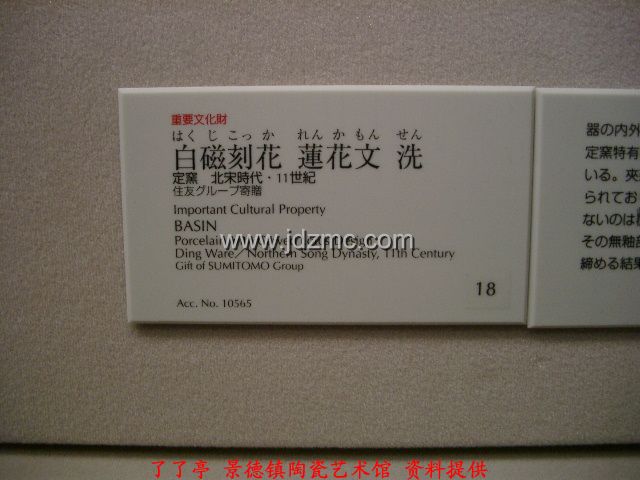 重要文化財
はくじこっか れんかもん せん
白磁刻花 蓮花文 洗
定窯 北宋時代・11世紀
住友グループ寄贈
Important Cultural Property
BASIN
Porcelain
Ding Ware/Northern Song Dynasty, 11th Century
Gift of SUMITOMO Group
Acc. No. 10565
18
器の内外
定窯特有
いる。夾
られてお
ないのは
その無釉
締める結果
www.jdzmc.com
了了亭 景德镇陶瓷艺术馆 资料提供